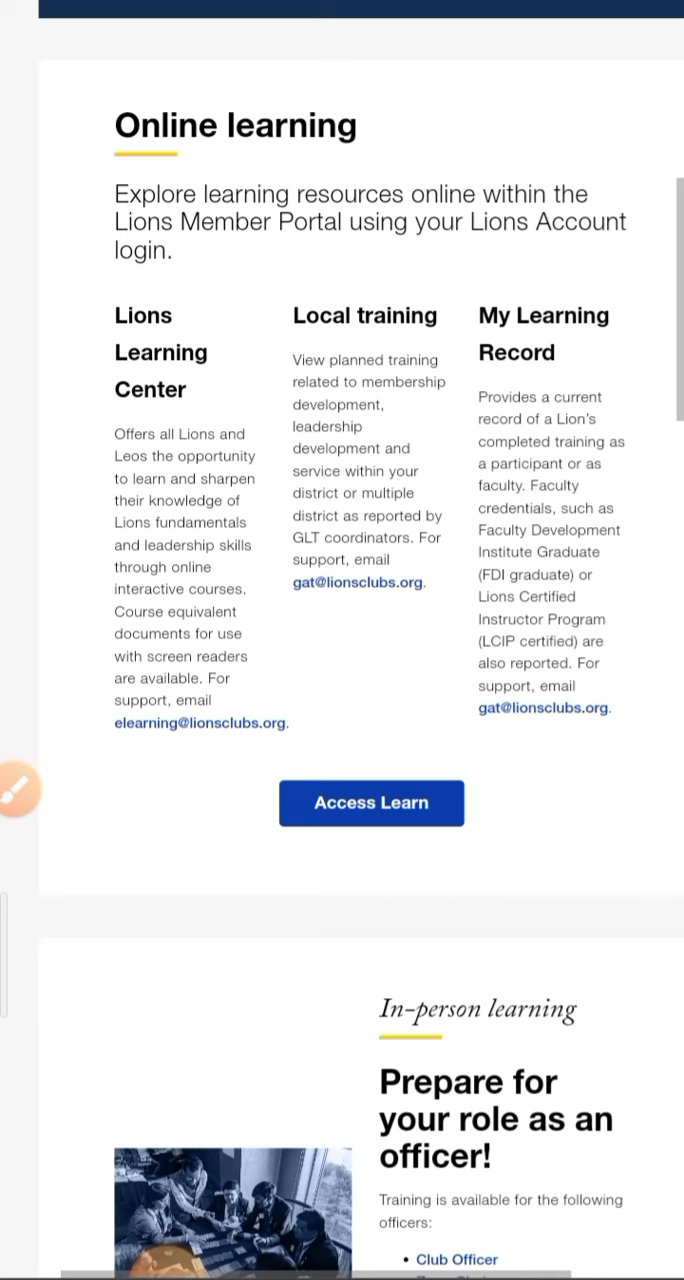 Online learning
Explore learning resources online within the
Lions Member Portal using your Lions Account
login.
Lions
Learning
Center
Offers all Lions and
Leos the opportunity
to learn and sharpen
their knowledge of
Lions fundamentals
and leadership skills
through online
interactive courses.
Course equivalent
documents for use
with screen readers
are available. For
support, email
elearning@lionsclubs.org.
Local training
View planned training
related to membership
development,
leadership
development and
service within your
district or multiple
district as reported by
GLT coordinators. For
support, email
gat@lionsclubs.org.
My Learning
Record
Provides a current
record of a Lion's
completed training as
a participant or as
faculty. Faculty
credentials, such as
Faculty Development
Institute Graduate
(FDI graduate) or
Lions Certified
Instructor Program
(LCIP certified) are
also reported. For
support, email
gat@lionsclubs.org.
Access Learn
In-person learning
Prepare for
your role as an
officer!
Training is available for the following
officers:
• Club Officer